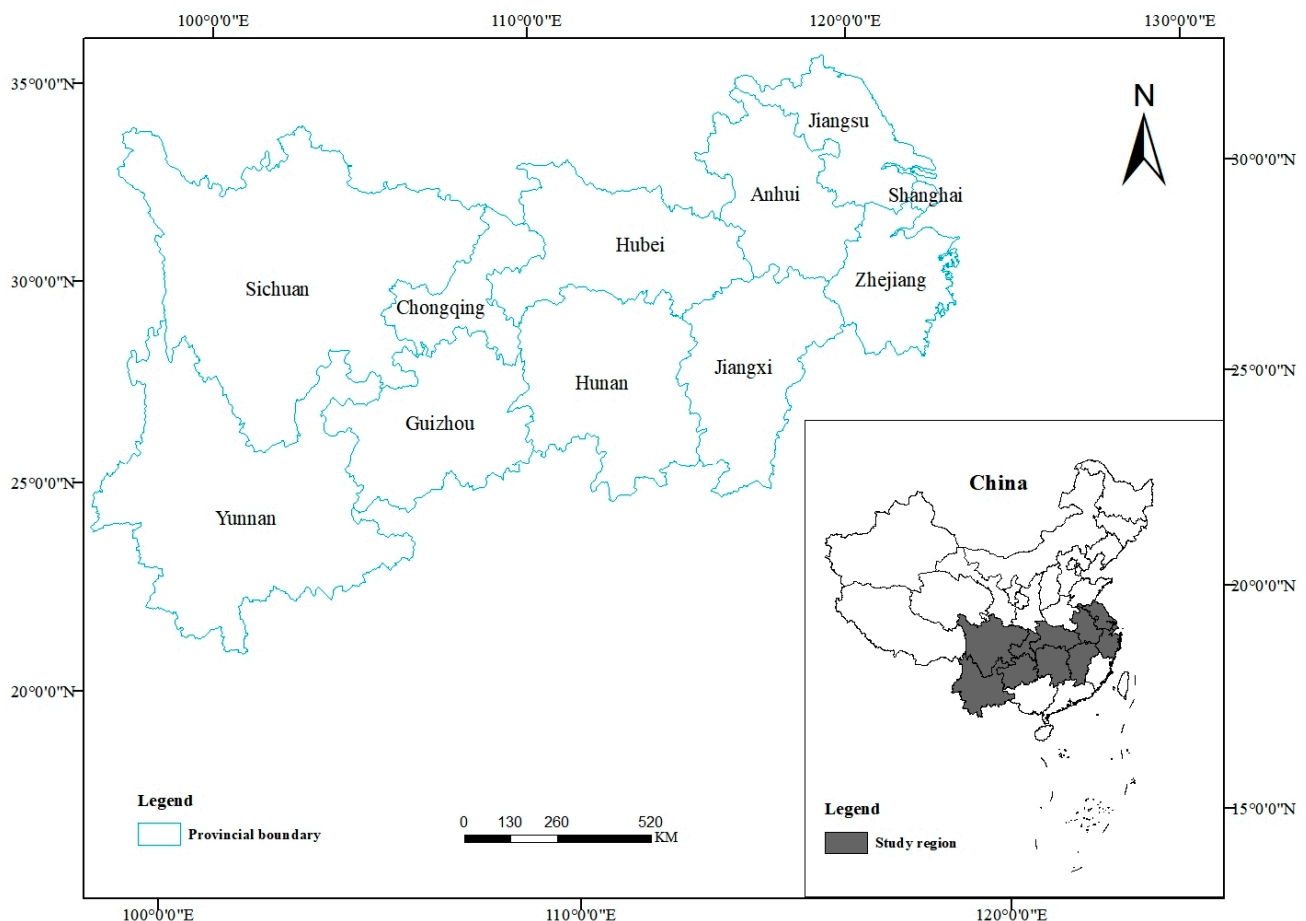 100°0'0"E 110°0'0"E 120°0'0"E 130°0'0"E
35°0'0"N
N
Jiangsu
30°0'0"N
Anhui
Shanghai
Hubei
30°0'0"N
Zhejiang
Sichuan
Chongqing
Jiangxi
25°0'0"N
Hunan
Guizhou
25°0'0"N
China
Yunnan
20°0'0"N
20°0'0"N
Legend
Provincial boundary
0 130 260 520
KM
15°0'0"N
Legend
Study region
100°0'0"E 110°0'0"E 120°0'0"E